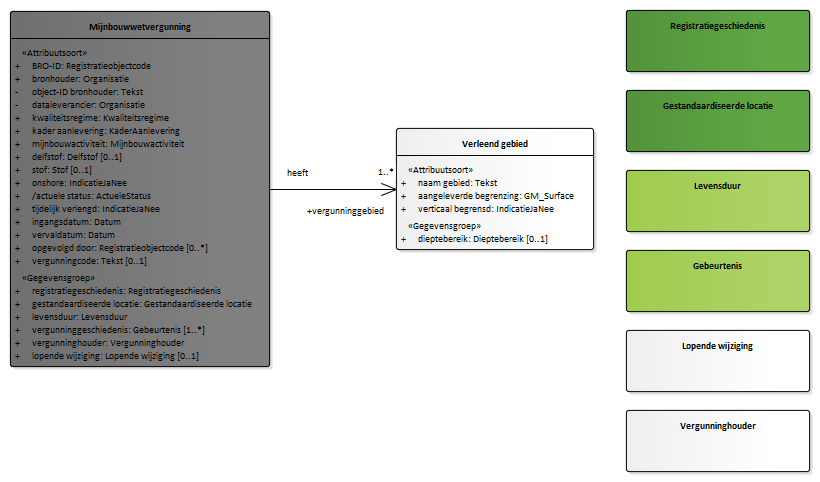 Mijnbouwwetvergunning
«Attribuutsoort»
+ BRO-ID: Registratieobjectcode
+ bronhouder: Organisatie
- object-ID bronhouder: Tekst
- dataleverancier: Organisatie
+ kwaliteitsregime: Kwaliteitsregime
+ kader aanlevering: KaderAanlevering
+ mijnbouwactiviteit: Mijnbouwactiviteit
+ delfstof: Delfstof [0..1]
+ stof: Stof [0..1]
+ onshore: IndicatieJaNee
+ /actuele status: ActueleStatus
+ tijdelijk verlengd: IndicatieJaNee
+ ingangsdatum: Datum
+ vervaldatum: Datum
+ opgevolgd door: Registratieobjectcode [0..*]
+ vergunningcode: Tekst [0..1]
«Gegevensgroep»
+ registratiegeschiedenis: Registratiegeschiedenis
+ gestandaardiseerde locatie: Gestandaardiseerde locatie
+ levensduur: Levensduur
+ vergunninggeschiedenis: Gebeurtenis [1..*]
+ vergunninghouder: Vergunninghouder
+ lopende wijziging: Lopende wijziging [0..1]
heeft
1..*
+vergunninggebied
Verleend gebied
«Attribuutsoort»
+ naam gebied: Tekst
+ aangeleverde begrenzing: GM_Surface
+ verticaal begrensd: IndicatieJaNee
«Gegevensgroep»
+ dieptebereik: Dieptebereik [0..1]
Registratiegeschiedenis
Gestandaardiseerde locatie
Levensduur
Gebeurtenis
Lopende wijziging
Vergunninghouder